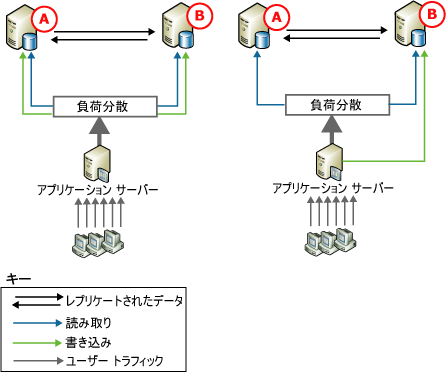 A
B
A
B
負荷分散
負荷分散
アプリケーション サーバー
アプリケーション サーバー
キー
レプリケートされたデータ
読み取り
書き込み
ユーザー トラフィック